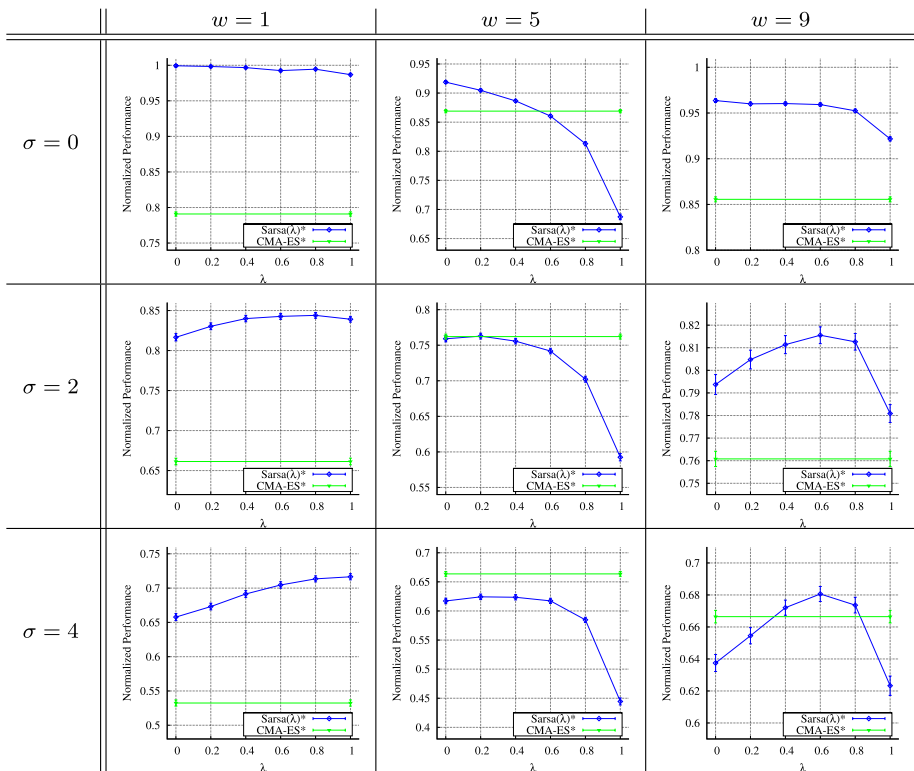 w = 1
w = 5
w = 9
σ = 0
Normalized Performance
1
0.95
0.9
0.85
0.8
0.75
Sarsa(λ)*
CMA-ES*
0 0.2 0.4 0.6 0.8 1
λ
Normalized Performance
0.95
0.9
0.85
0.8
0.75
0.7
0.65
Sarsa(λ)*
CMA-ES*
0 0.2 0.4 0.6 0.8 1
λ
Normalized Performance
1
0.95
0.9
0.85
0.8
Sarsa(λ)*
CMA-ES*
0 0.2 0.4 0.6 0.8 1
λ
σ = 2
Normalized Performance
0.85
0.8
0.75
0.7
0.65
Sarsa(λ)*
CMA-ES*
0 0.2 0.4 0.6 0.8 1
λ
Normalized Performance
0.8
0.75
0.7
0.65
0.6
0.55
Sarsa(λ)*
CMA-ES*
0 0.2 0.4 0.6 0.8 1
λ
Normalized Performance
0.82
0.81
0.8
0.79
0.78
0.77
0.76
0.75
Sarsa(λ)*
CMA-ES*
0 0.2 0.4 0.6 0.8 1
λ
σ = 4
Normalized Performance
0.75
0.7
0.65
0.6
0.55
0.5
Sarsa(λ)*
CMA-ES*
0 0.2 0.4 0.6 0.8 1
λ
Normalized Performance
0.7
0.65
0.6
0.55
0.5
0.45
0.4
Sarsa(λ)*
CMA-ES*
0 0.2 0.4 0.6 0.8 1
λ
Normalized Performance
0.7
0.68
0.66
0.64
0.62
0.6
Sarsa(λ)*
CMA-ES*
0 0.2 0.4 0.6 0.8 1
λ